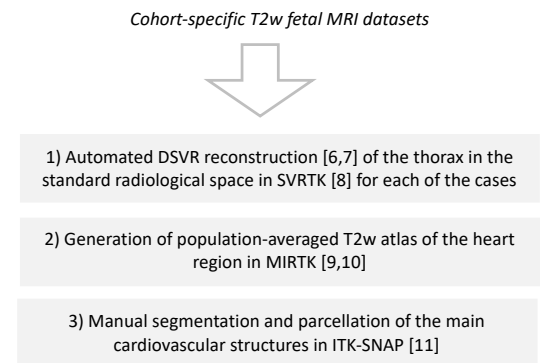 Cohort-specific T2w fetal MRI datasets
1) Automated DSVR reconstruction [6,7] of the thorax in the
standard radiological space in SVRTK [8] for each of the cases
2) Generation of population-averaged T2w atlas of the heart
region in MIRTK [9,10]
3) Manual segmentation and parcellation of the main
cardiovascular structures in ITK-SNAP [11]